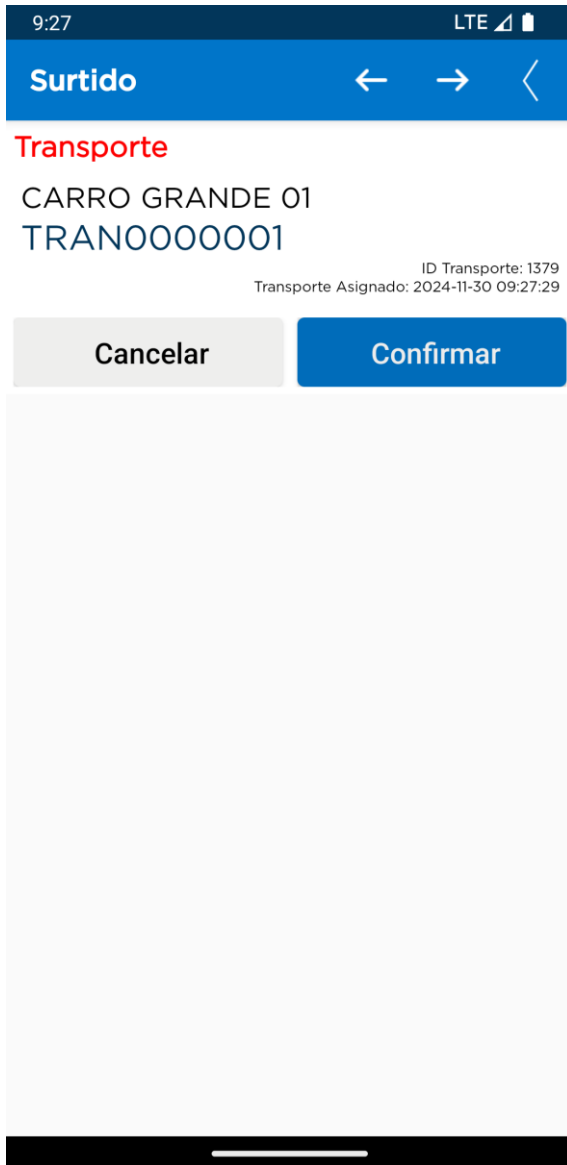 9:27 LTE
Surtido
Transporte
CARRO GRANDE 01
TRAN0000001
ID Transporte: 1379
Transporte Asignado: 2024-11-30 09:27:29
Cancelar Confirmar